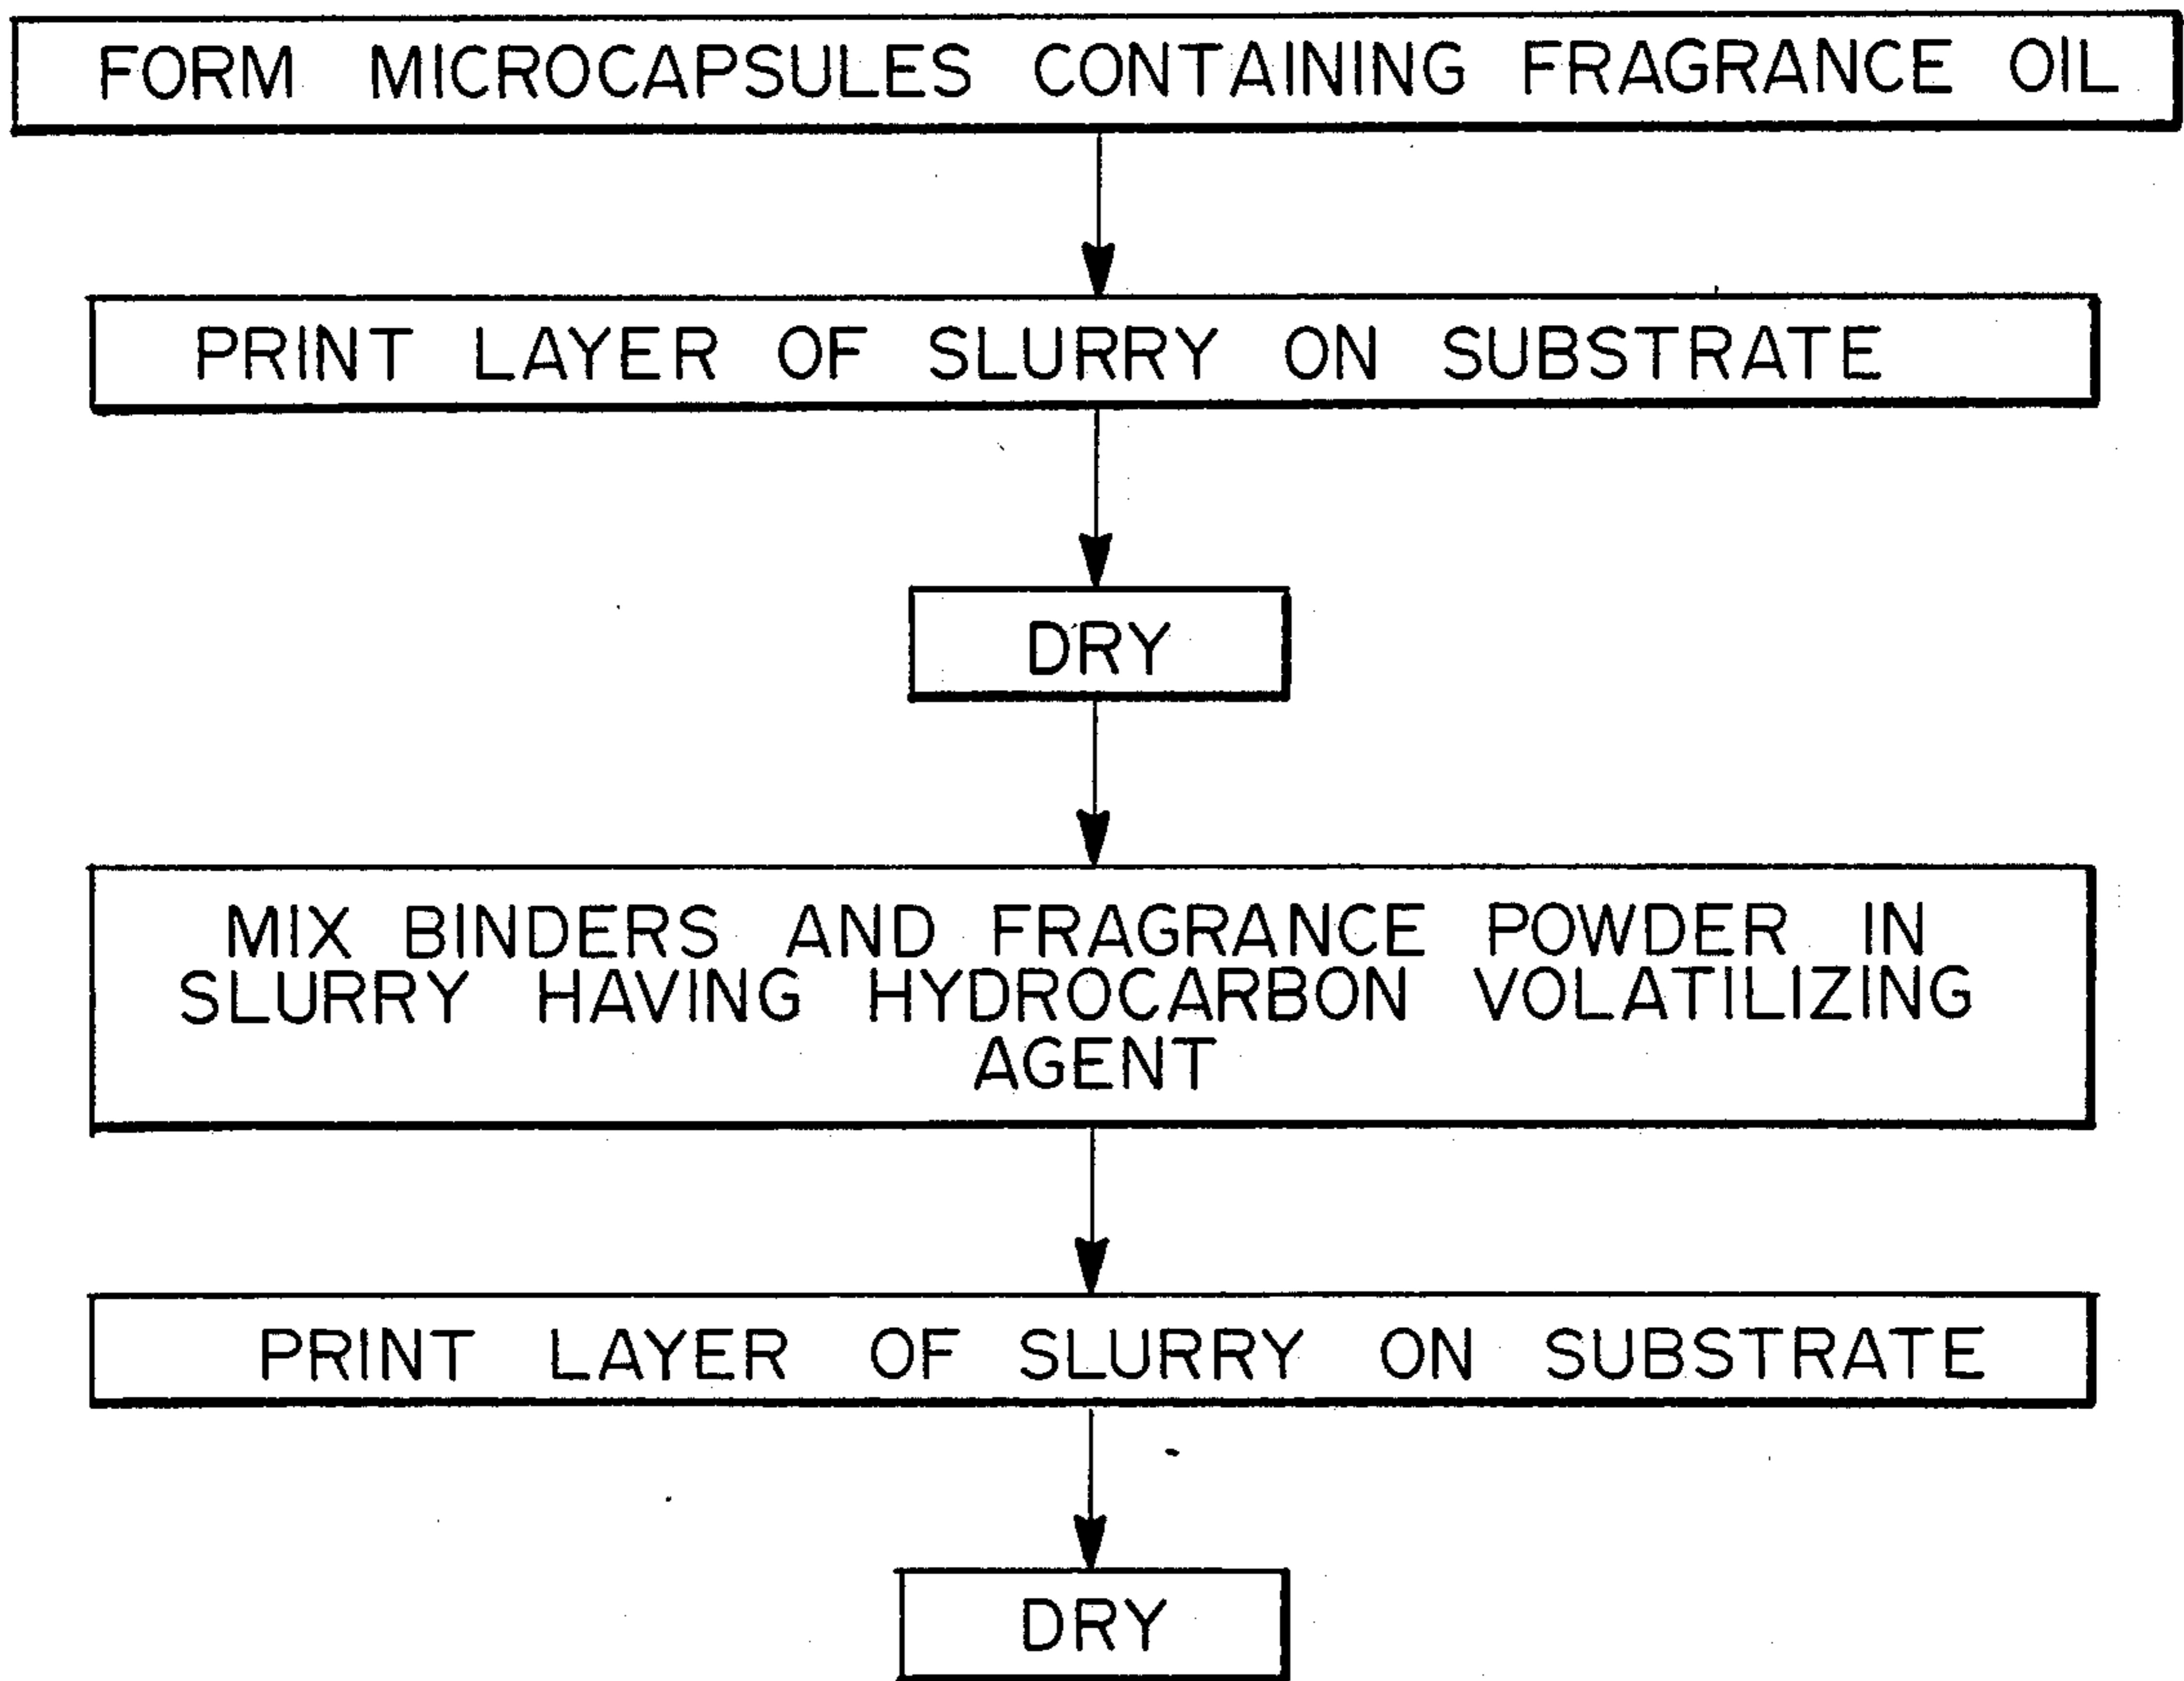 FORM MICROCAPSULES CONTAINING FRAGRANCE OIL
PRINT LAYER OF SLURRY ON SUBSTRATE
DRY
MIX BINDERS AND FRAGRANCE POWDER IN
SLURRY HAVING HYDROCARBON VOLATILIZING
AGENT
PRINT LAYER OF SLURRY ON SUBSTRATE
DRY